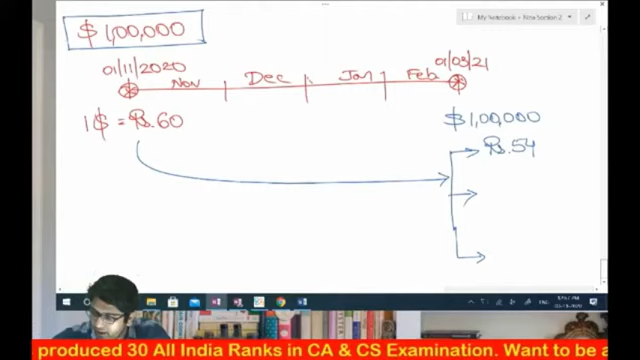 My Notebook › New Section 2
$ 1,00,000
01/11/2020
01/03/21
Nov
Dec
Jan
Feb
1$ = Rs.60
$1,00,000
Rs.54
ENG
produced 30 All India Ranks in CA & CS Examination. Want to be a